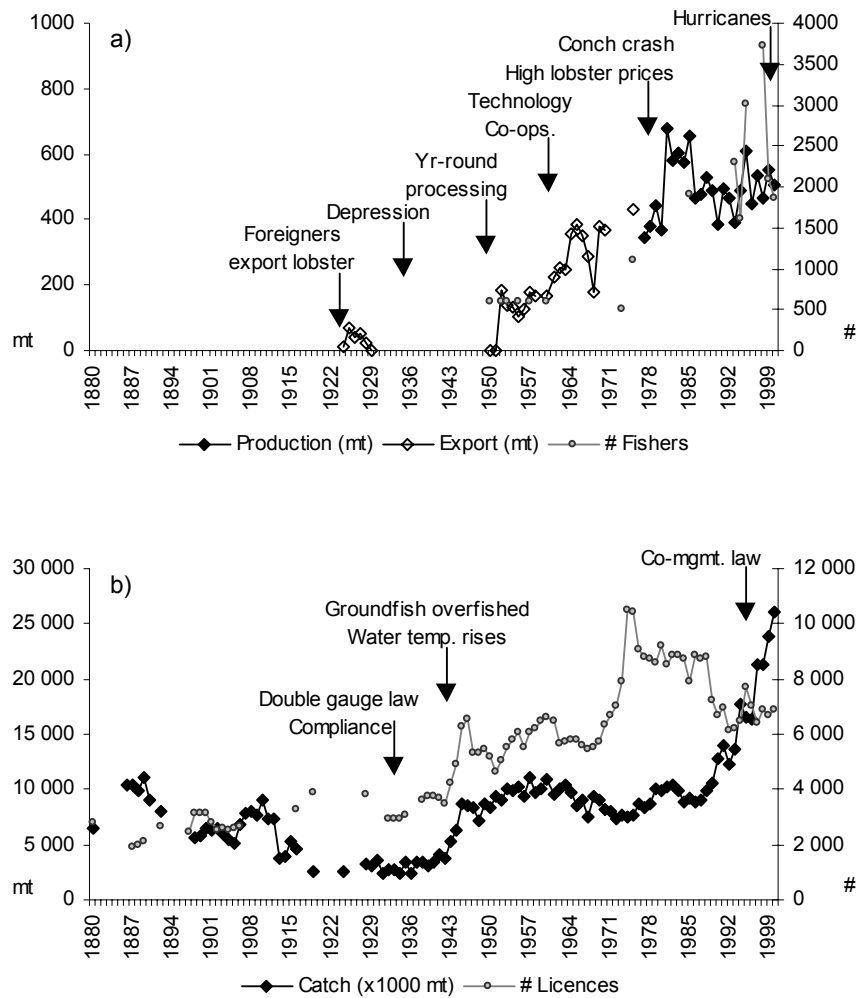 a)
Hurricanes
Conch crash
High lobster prices
Technology
Co-ops.
Yr-round
processing
Depression
Foreigners
export lobster
1000
800
600
400
200
0
mt
4000
3500
3000
2500
2000
1500
1000
500
0
#
1880 1887 1894 1901 1908 1915 1922 1929 1936 1943 1950 1957 1964 1971 1978 1985 1992 1999
Production (mt) Export (mt) # Fishers
b)
Co-mgmt. law
Groundfish overfished
Water temp. rises
Double gauge law
Compliance
30 000
25 000
20 000
15 000
10 000
5 000
0
mt
12 000
10 000
8 000
6 000
4 000
2 000
0
#
1880 1887 1894 1901 1908 1915 1922 1929 1936 1943 1950 1957 1964 1971 1978 1985 1992 1999
Catch (x1000 mt) # Licences